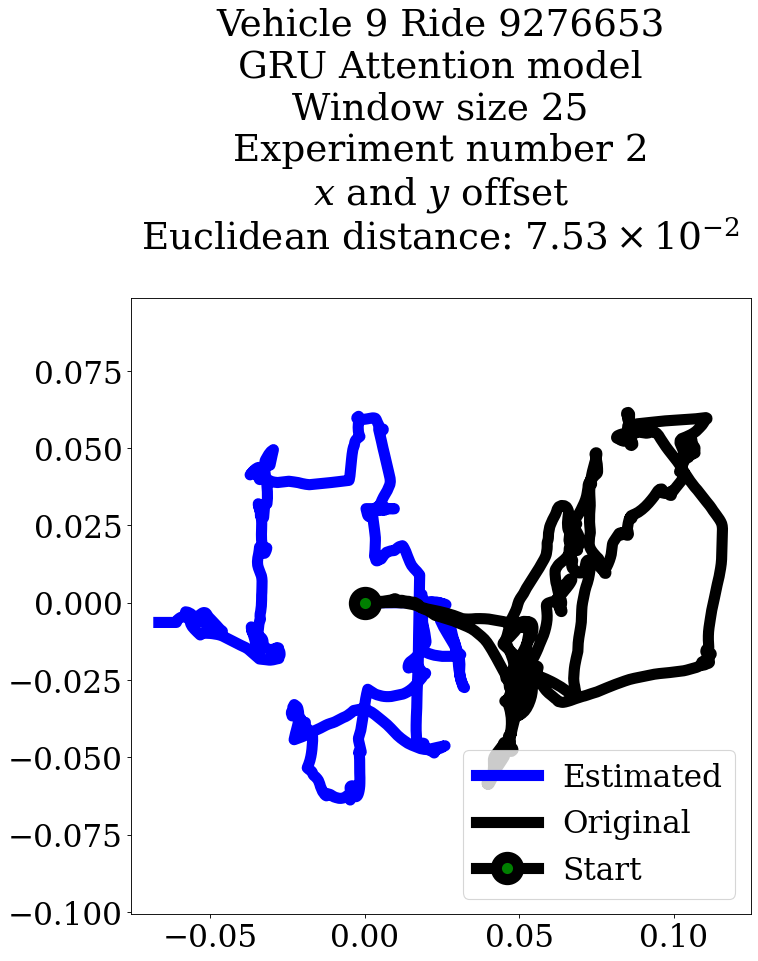 Vehicle 9 Ride 9276653
GRU Attention model
Window size 25
Experiment number 2
x and y offset
Euclidean distance: 7.53 × 10⁻²
0.075
0.050
0.025
0.000
−0.025
−0.050
−0.075
−0.100
Estimated
Original
Start
−0.05 0.00 0.05 0.10